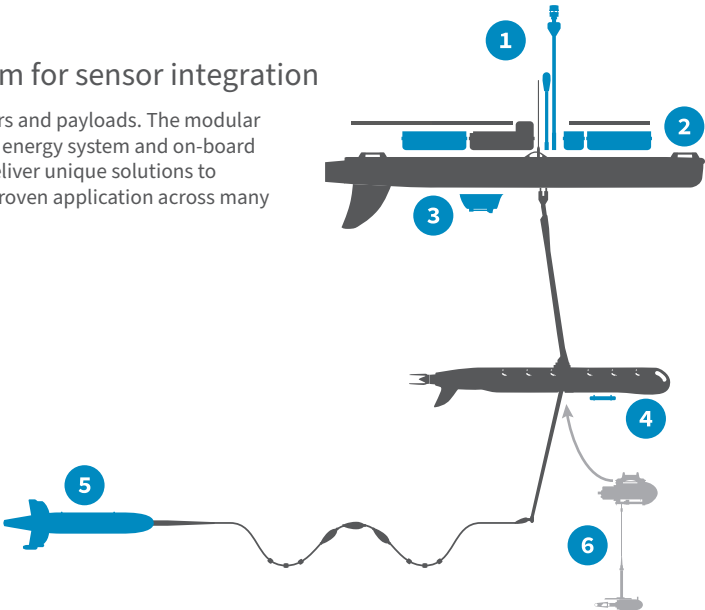 m for sensor integration
rs and payloads. The modular
energy system and on-board
eliver unique solutions to
roven application across many
1
2
3
4
5
6